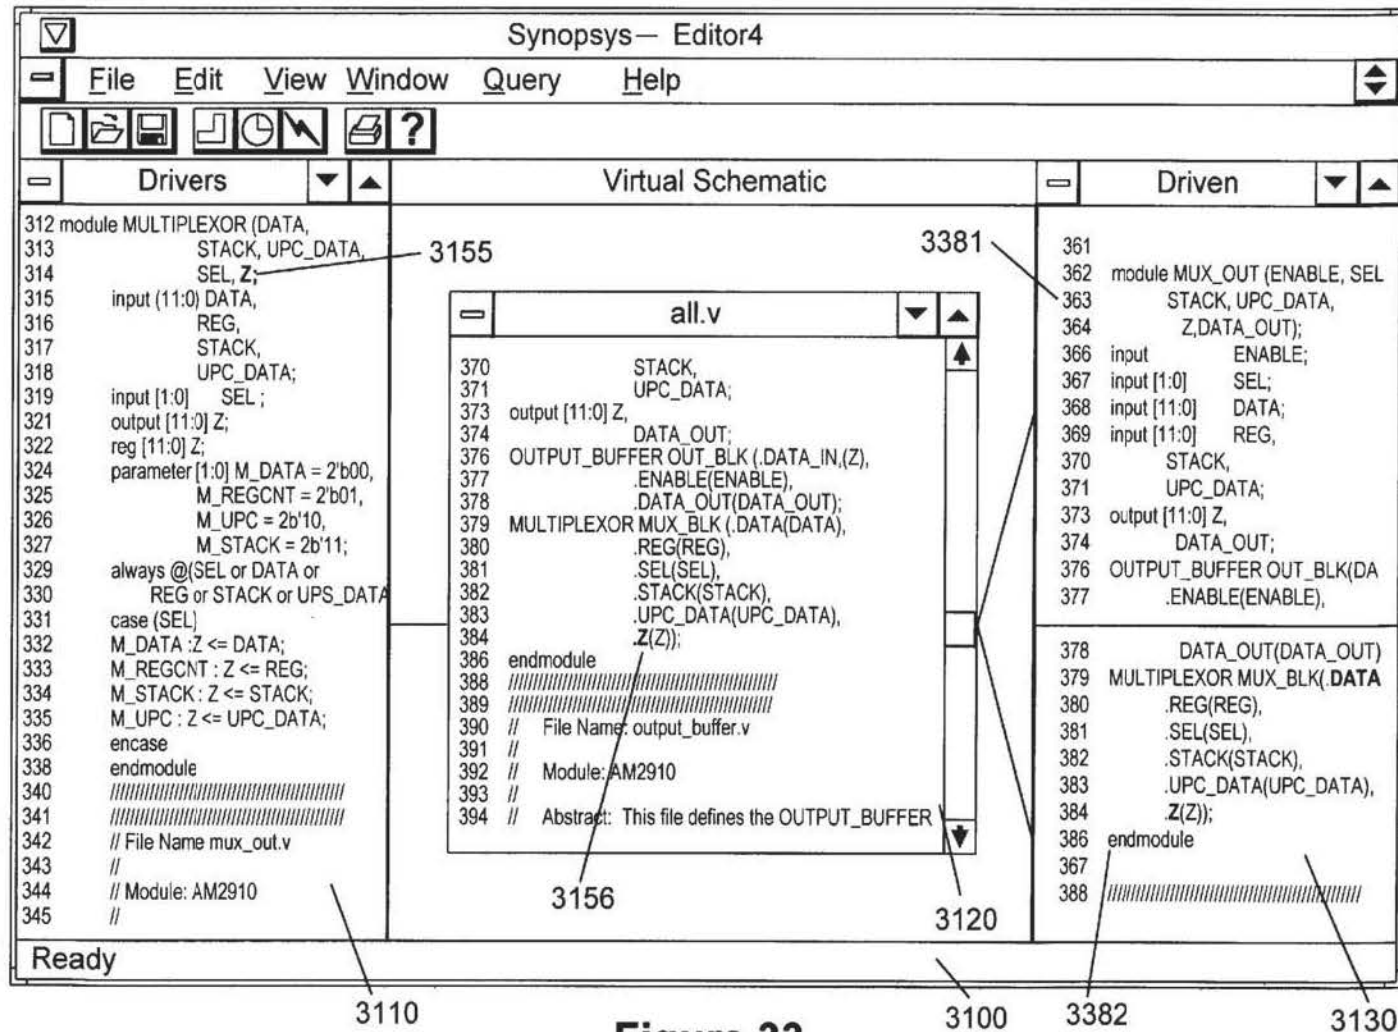 Synopsys— Editor4
File Edit View Window Query Help
?
Drivers
312 module MULTIPLEXOR (DATA,
313 STACK, UPC_DATA,
314 SEL, Z;
315 input (11:0) DATA,
316 REG,
317 STACK,
318 UPC_DATA;
319 input [1:0] SEL ;
321 output [11:0] Z;
322 reg [11:0] Z;
324 parameter [1:0] M_DATA = 2'b00,
325 M_REGCNT = 2'b01,
326 M_UPC = 2b'10,
327 M_STACK = 2b'11;
329 always @(SEL or DATA or
330 REG or STACK or UPS_DATA
331 case (SEL)
332 M_DATA :Z <= DATA;
333 M_REGCNT : Z <= REG;
334 M_STACK : Z <= STACK;
335 M_UPC : Z <= UPC_DATA;
336 encase
338 endmodule
340 //////////////////////////////////////////////
341 //////////////////////////////////////////////
342 // File Name mux_out.v
343 //
344 // Module: AM2910
345 //
Virtual Schematic
3155
3381
all.v
370 STACK,
371 UPC_DATA;
373 output [11:0] Z,
374 DATA_OUT;
376 OUTPUT_BUFFER OUT_BLK (.DATA_IN,(Z),
377 .ENABLE(ENABLE),
378 .DATA_OUT(DATA_OUT);
379 MULTIPLEXOR MUX_BLK (.DATA(DATA),
380 .REG(REG),
381 .SEL(SEL),
382 .STACK(STACK),
383 .UPC_DATA(UPC_DATA),
384 .Z(Z));
386 endmodule
388 //////////////////////////////////////////////////////
389 //////////////////////////////////////////////////////
390 // File Name: output_buffer.v
391 //
392 // Module: AM2910
393 //
394 // Abstract: This file defines the OUTPUT_BUFFER
3156
3120
Driven
361
362 module MUX_OUT (ENABLE, SEL
363 STACK, UPC_DATA,
364 Z,DATA_OUT);
366 input ENABLE;
367 input [1:0] SEL;
368 input [11:0] DATA;
369 input [11:0] REG,
370 STACK,
371 UPC_DATA;
373 output [11:0] Z,
374 DATA_OUT;
376 OUTPUT_BUFFER OUT_BLK(DA
377 .ENABLE(ENABLE),
378 DATA_OUT(DATA_OUT)
379 MULTIPLEXOR MUX_BLK(.DATA
380 .REG(REG),
381 .SEL(SEL),
382 .STACK(STACK),
383 .UPC_DATA(UPC_DATA),
384 .Z(Z));
386 endmodule
367
388 //////////////////////////////////////////////////
Ready
3110
3100
3382
3130
Figure 33